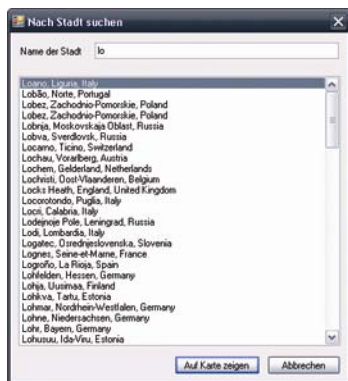 Nach Stadt suchen
Name der Stadt lo
Loano, Liguria, Italy
Lobão, Norte, Portugal
Lobez, Zachodnio-Pomorskie, Poland
Lobez, Zachodnio-Pomorskie, Poland
Lobnja, Moskovskaja Oblast, Russia
Lobva, Sverdlovsk, Russia
Locarno, Ticino, Switzerland
Lochau, Vorarlberg, Austria
Lochem, Gelderland, Netherlands
Lochristi, Oost-Vlaanderen, Belgium
Locks Heath, England, United Kingdom
Locorotondo, Puglia, Italy
Locri, Calabria, Italy
Lodejnoje Pole, Leningrad, Russia
Lodi, Lombardia, Italy
Logatec, Osrednjeslovenska, Slovenia
Lognes, Seine-et-Marne, France
Logroño, La Rioja, Spain
Lohfelden, Hessen, Germany
Lohja, Uusimaa, Finland
Lohkva, Tartu, Estonia
Lohmar, Nordrhein-Westfalen, Germany
Lohne, Niedersachsen, Germany
Lohr, Bayern, Germany
Lohusuu, Ida-Viru, Estonia
Auf Karte zeigen Abbrechen